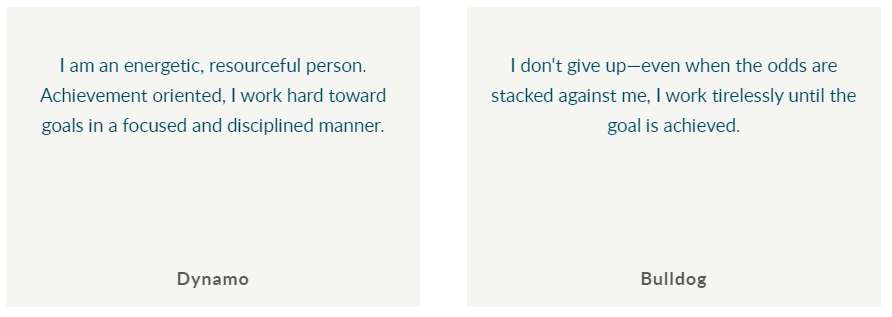 I am an energetic, resourceful person.
Achievement oriented, I work hard toward
goals in a focused and disciplined manner.
Dynamo
I don't give up—even when the odds are
stacked against me, I work tirelessly until the
goal is achieved.
Bulldog